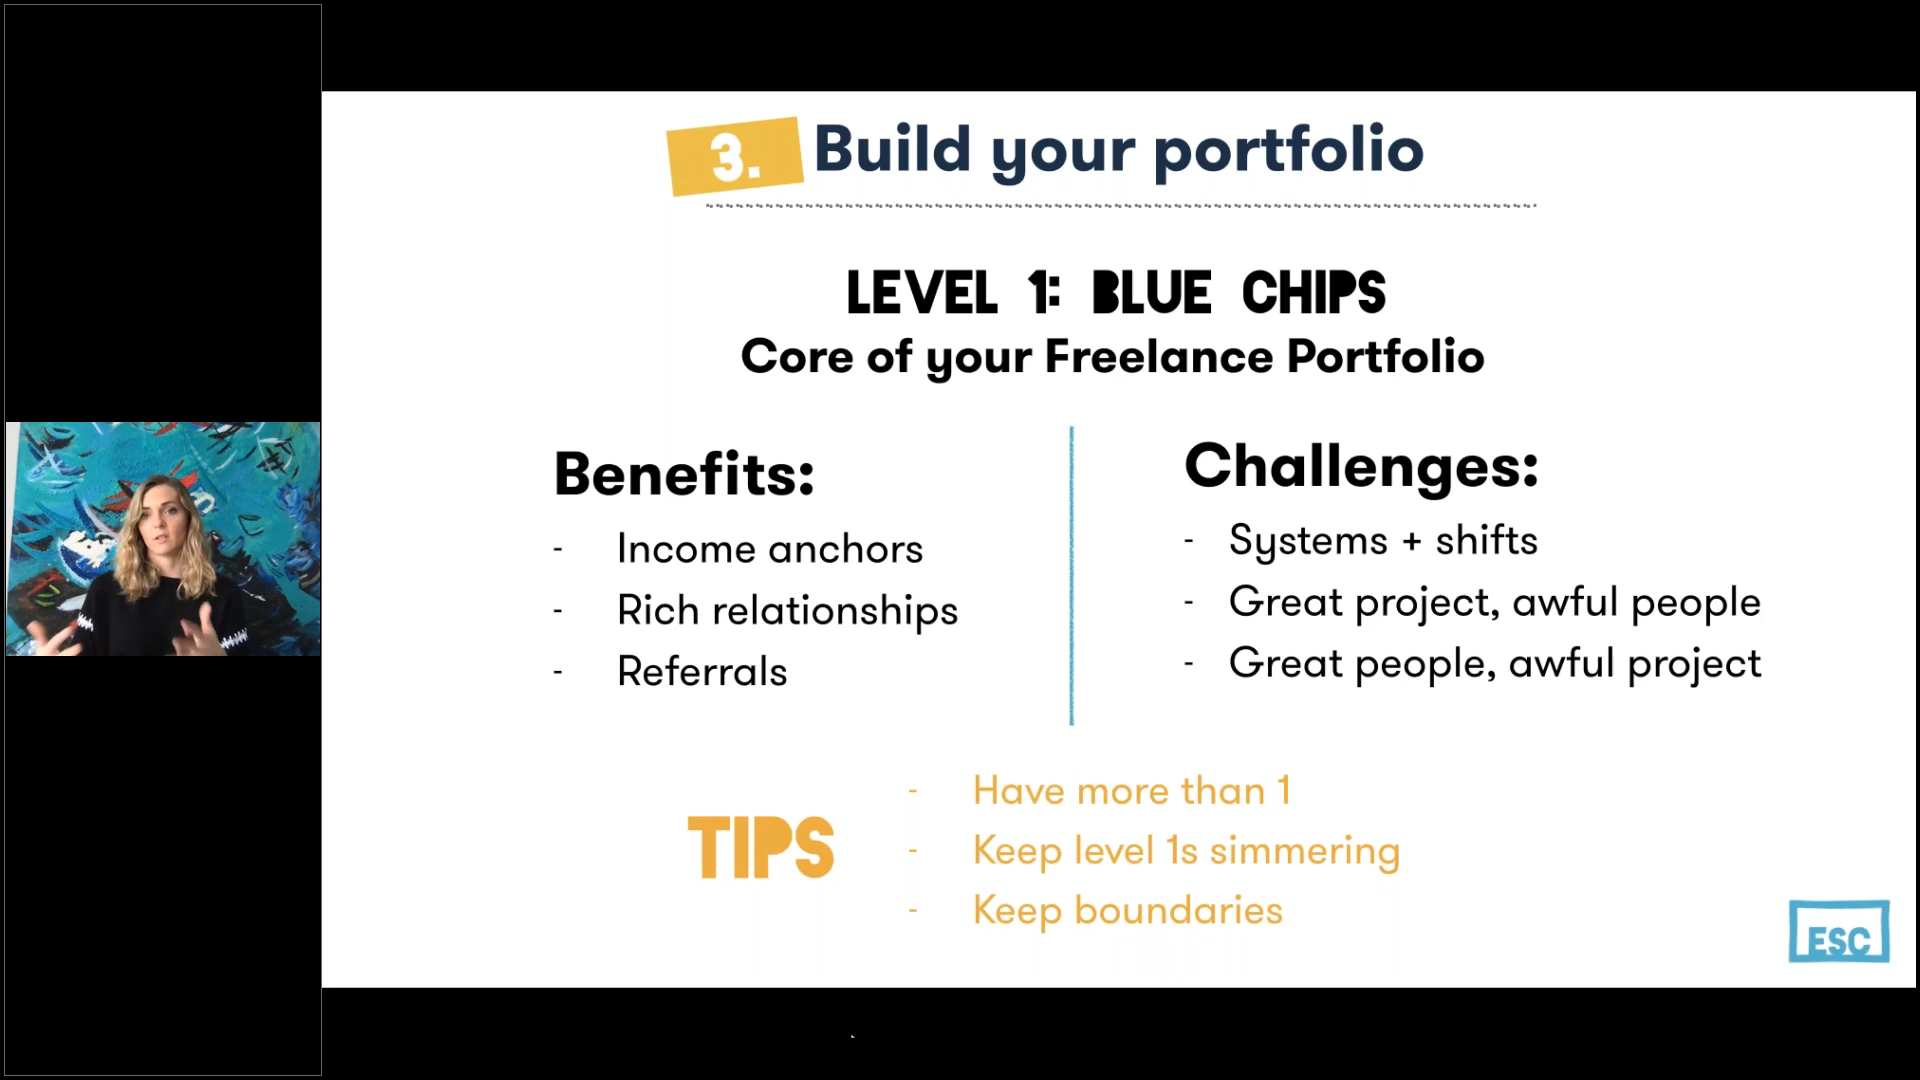 3. Build your portfolio
LEVEL 1: BLUE CHIPS
Core of your Freelance Portfolio
Benefits:
- Income anchors
- Rich relationships
- Referrals
Challenges:
- Systems + shifts
- Great project, awful people
- Great people, awful project
TIPS
- Have more than 1
- Keep level 1s simmering
- Keep boundaries
ESC